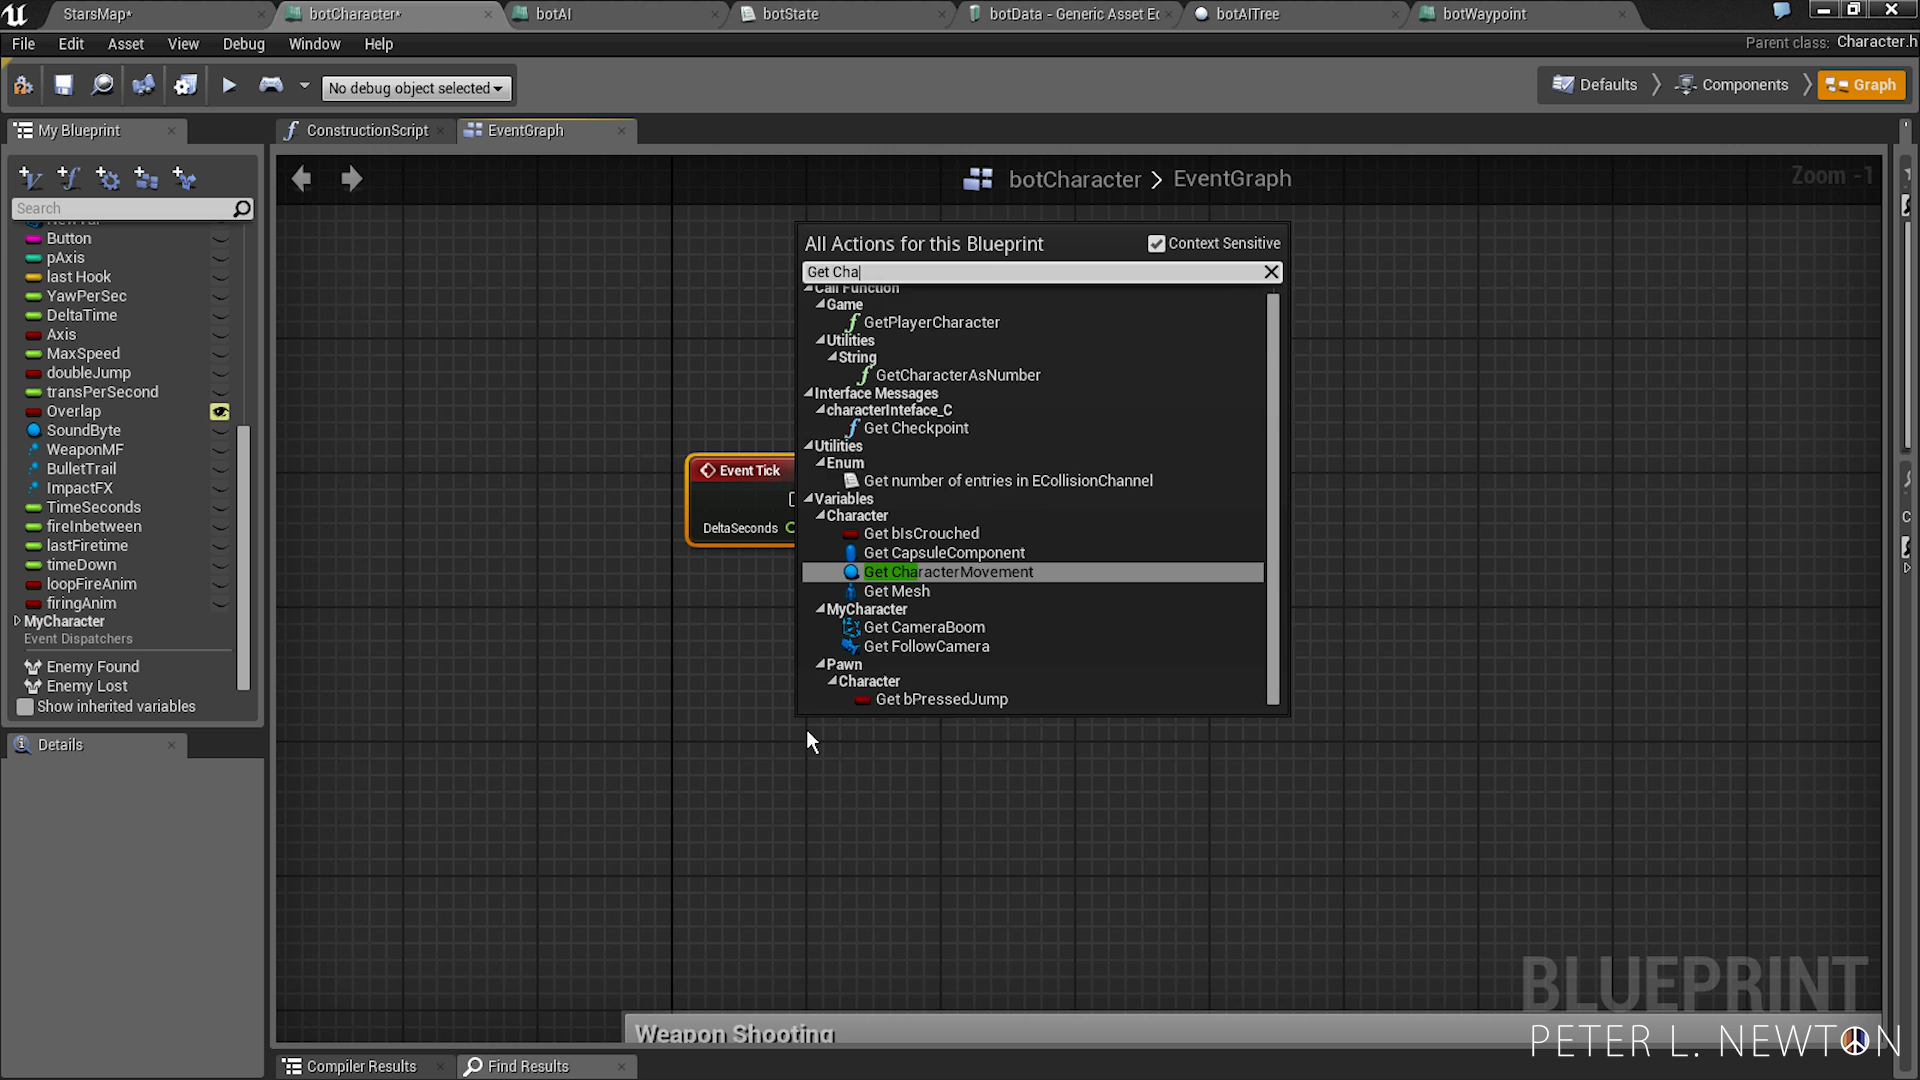 StarsMap*
botCharacter*
botAI
botState
botData - Generic Asset Ec
botAITree
botWaypoint
File
Edit
Asset
View
Debug
Window
Help
Parent class: Character.h
No debug object selected
Defaults
Components
Graph
My Blueprint
ConstructionScript
EventGraph
botCharacter > EventGraph
Zoom -1
Search
Button
pAxis
last Hook
YawPerSec
DeltaTime
Axis
MaxSpeed
doubleJump
transPerSecond
Overlap
SoundByte
WeaponMF
BulletTrail
ImpactFX
TimeSeconds
fireInbetween
lastFiretime
timeDown
loopFireAnim
firingAnim
MyCharacter
Event Dispatchers
Enemy Found
Enemy Lost
Show inherited variables
Details
Event Tick
DeltaSeconds
All Actions for this Blueprint
Context Sensitive
Get Cha
Call Function
Game
GetPlayerCharacter
Utilities
String
GetCharacterAsNumber
Interface Messages
characterInteface_C
Get Checkpoint
Utilities
Enum
Get number of entries in ECollisionChannel
Variables
Character
Get bIsCrouched
Get CapsuleComponent
Get CharacterMovement
Get Mesh
MyCharacter
Get CameraBoom
Get FollowCamera
Pawn
Character
Get bPressedJump
Weapon Shooting
BLUEPRINT
PETER L. NEWTON
Compiler Results
Find Results